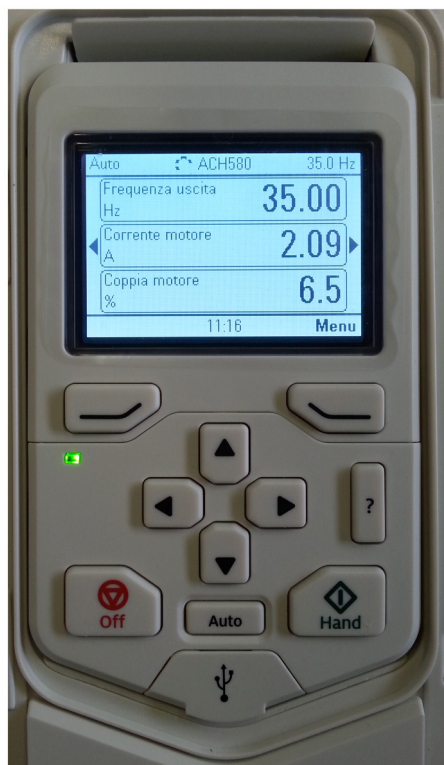 Auto ACH580 35.0 Hz
Frequenza uscita
Hz
35.00
Corrente motore
A
2.09
Coppia motore
%
6.5
11:16 Menu
?
Off
Auto
Hand